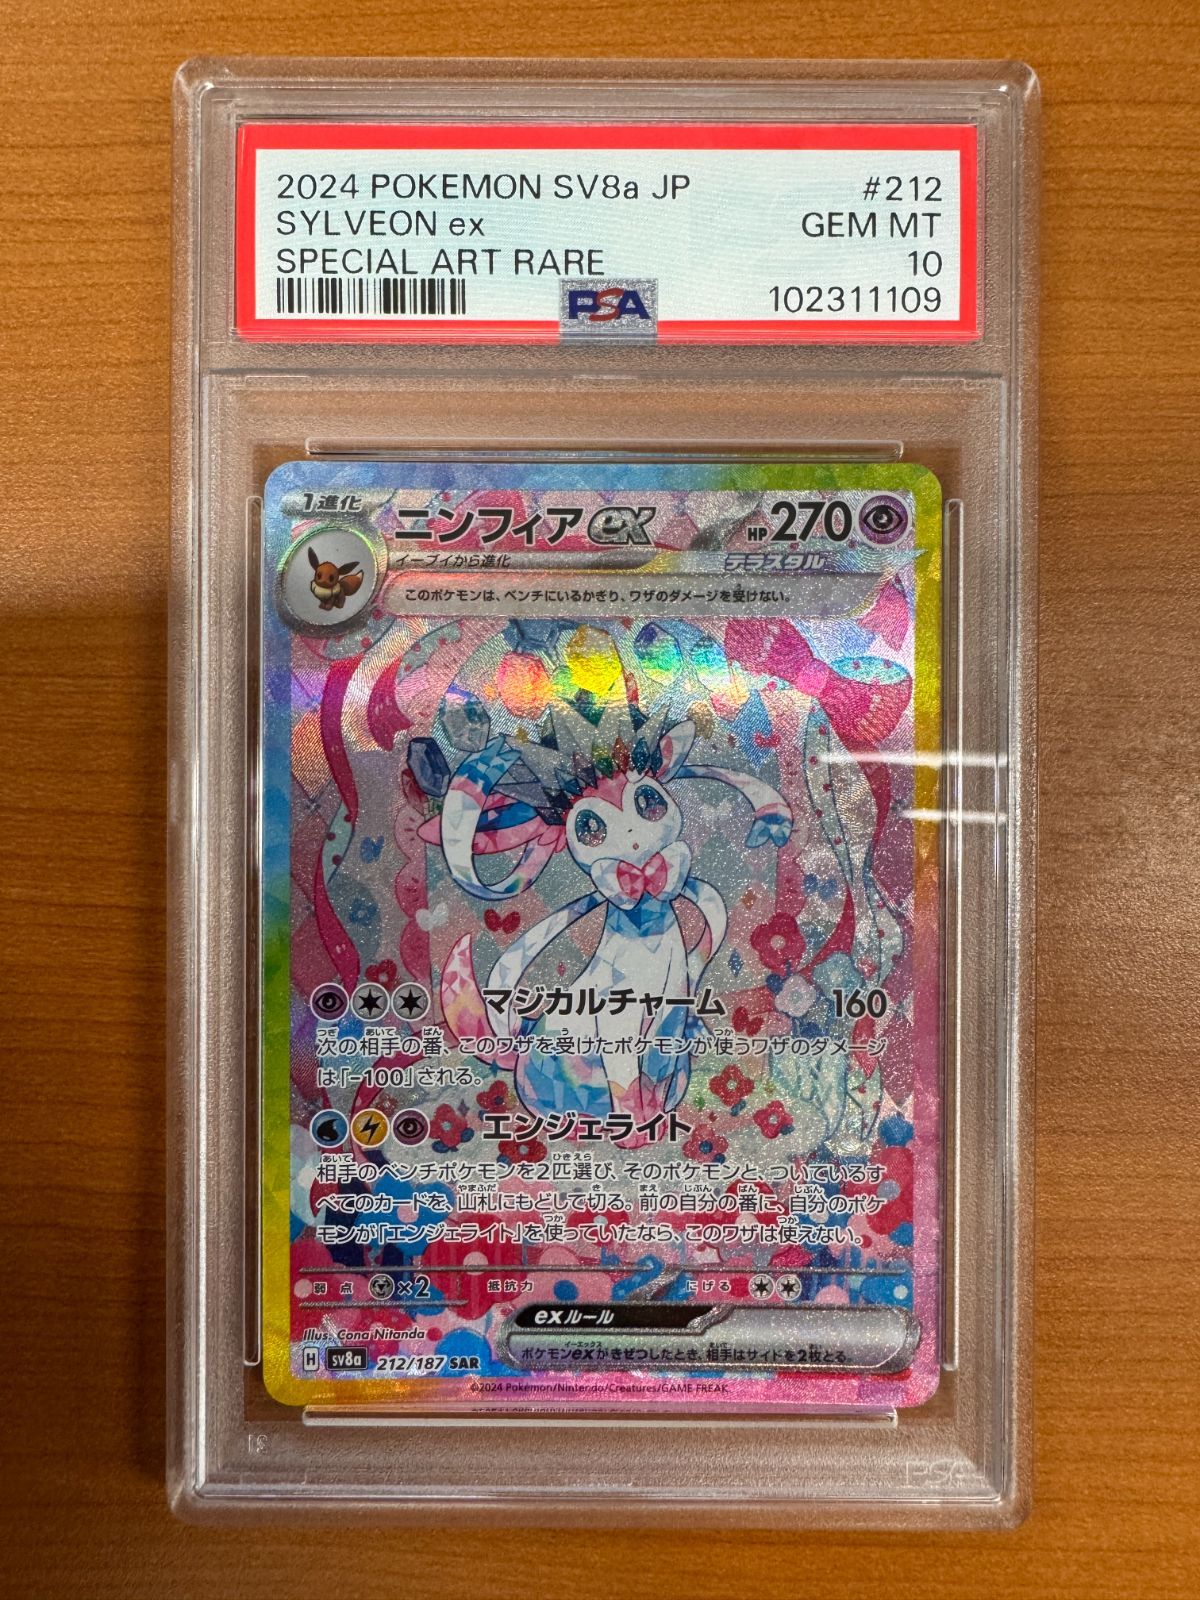 2024 POKEMON SV8a JP #212
SYLVEON ex GEM MT
SPECIAL ART RARE 10
PSA 102311109
1進化
ニンフィアex HP270
イーブイから進化 テラスタル
このポケモンは、ベンチにいるかぎり、ワザのダメージを受けない。
マジカルチャーム 160
次の相手の番、このワザを受けたポケモンが使うワザのダメージ
は「-100」される。
エンジェライト
相手のベンチポケモンを2匹選び、そのポケモンと、ついているす
べてのカードを、山札にもどして切る。前の自分の番に、自分のポケ
モンが「エンジェライト」を使っていたなら、このワザは使えない。
弱点 ×2 抵抗力 にげる
exルール
ポケモンexがきぜつしたとき、相手はサイドを2枚とる。
Illus. Cona Nitanda
H sv8a 212/187 SAR
©2024 Pokémon/Nintendo/Creatures/GAME FREAK.
PSA